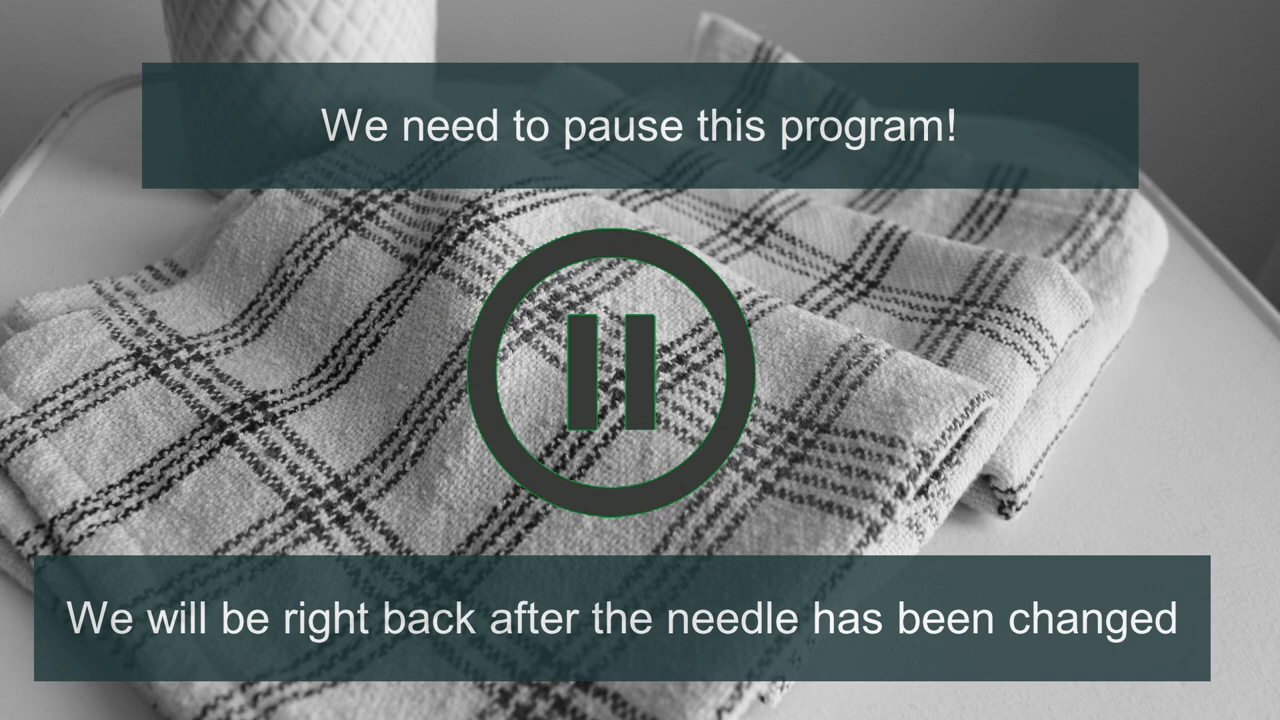 We need to pause this program!
We will be right back after the needle has been changed